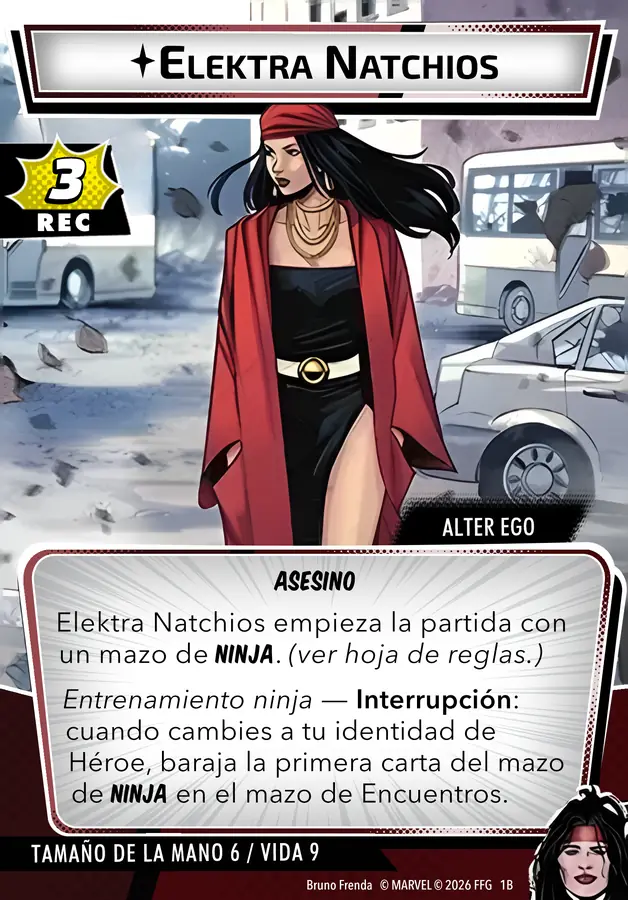 ✦ELEKTRA NATCHIOS
3
REC
ALTER EGO
ASESINO
Elektra Natchios empieza la partida con
un mazo de NINJA. (ver hoja de reglas.)
Entrenamiento ninja — Interrupción:
cuando cambies a tu identidad de
Héroe, baraja la primera carta del mazo
de NINJA en el mazo de Encuentros.
TAMAÑO DE LA MANO 6 / VIDA 9
Bruno Frenda © MARVEL © 2026 FFG 1B